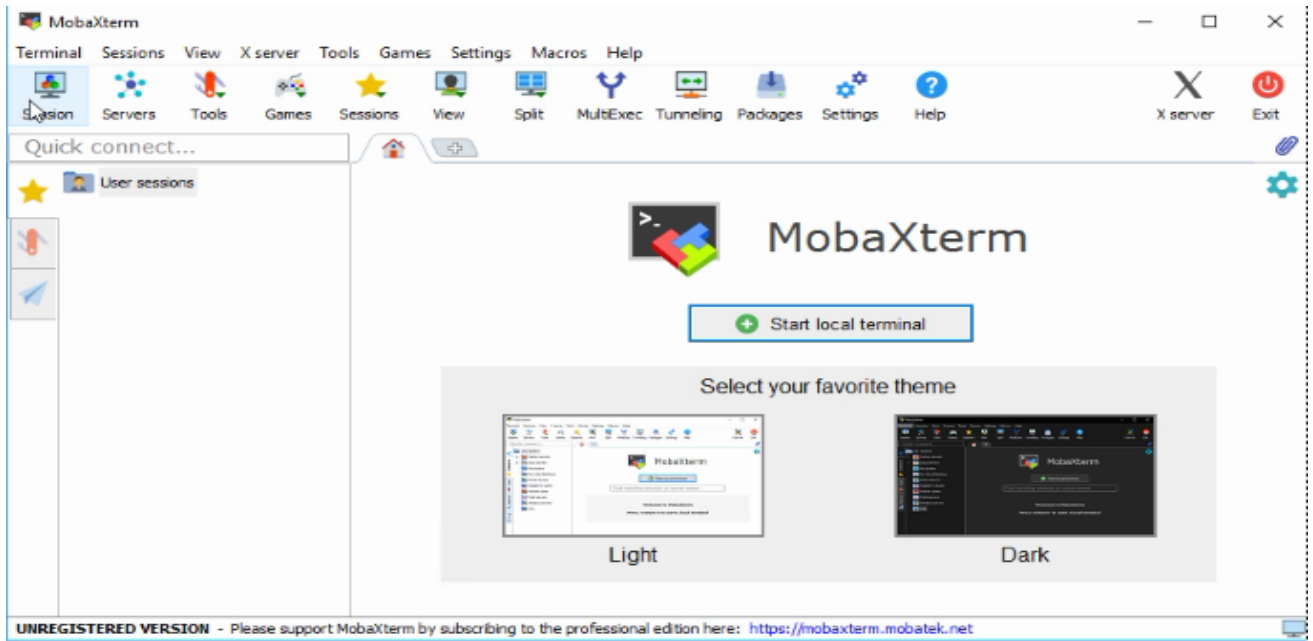 MobaXterm
Terminal Sessions View X server Tools Games Settings Macros Help
Session Servers Tools Games Sessions View Split MultiExec Tunneling Packages Settings Help X server Exit
Quick connect...
User sessions
>_
MobaXterm
Start local terminal
Select your favorite theme
MobaXterm
MobaXterm
Light Dark
UNREGISTERED VERSION - Please support MobaXterm by subscribing to the professional edition here: https://mobaxterm.mobatek.net